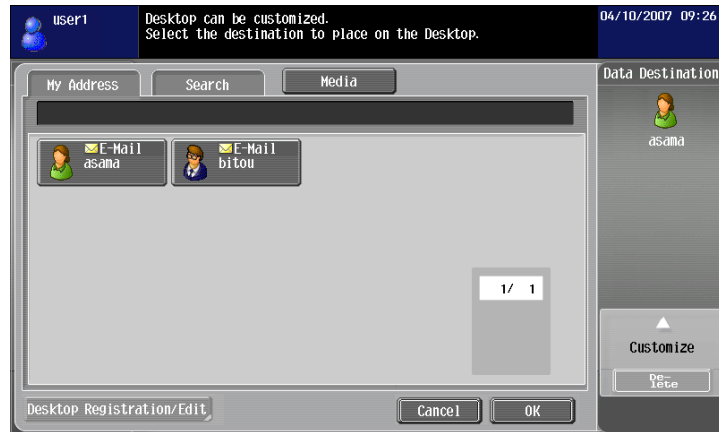 user1
Desktop can be customized.
Select the destination to place on the Desktop.
04/10/2007 09:26
My Address
Search
Media
Data Destination
asama
E-Mail
asama
E-Mail
bitou
1/ 1
Customize
De-
lete
Desktop Registration/Edit
Cancel
OK